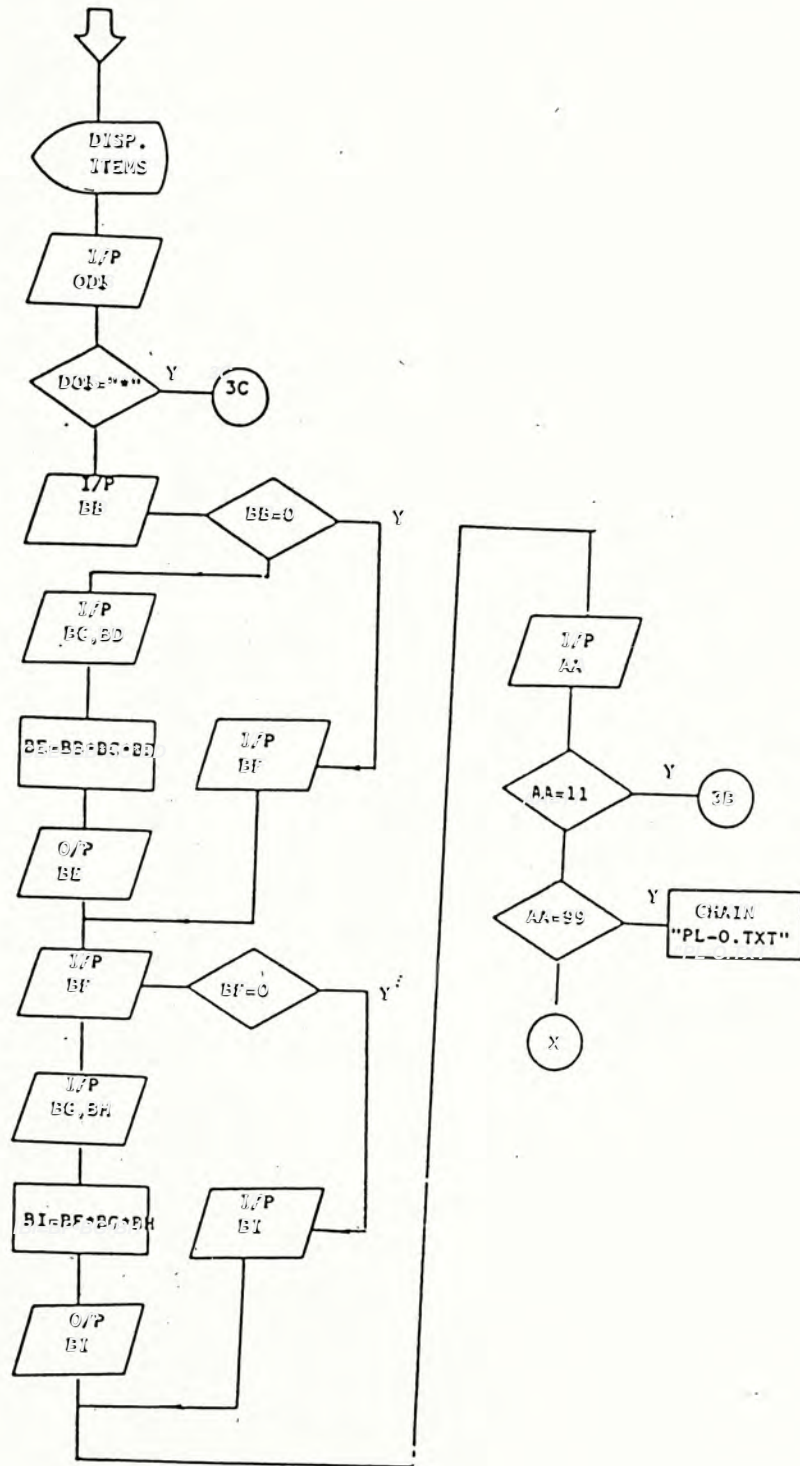 DISP.
ITEMS
I/P
OD$
DO$="*"
Y
3C
I/P
BB
BB=0
Y
I/P
BC,BD
BE=BB*BC*BD
I/P
BF
O/P
BE
I/P
BF
BF=0
Y
I/P
BG,BH
BI=BF*BG*BH
I/P
BI
O/P
BI
I/P
AA
AA=11
Y
3B
AA=99
Y
CHAIN
"PL-0.TXT"
X